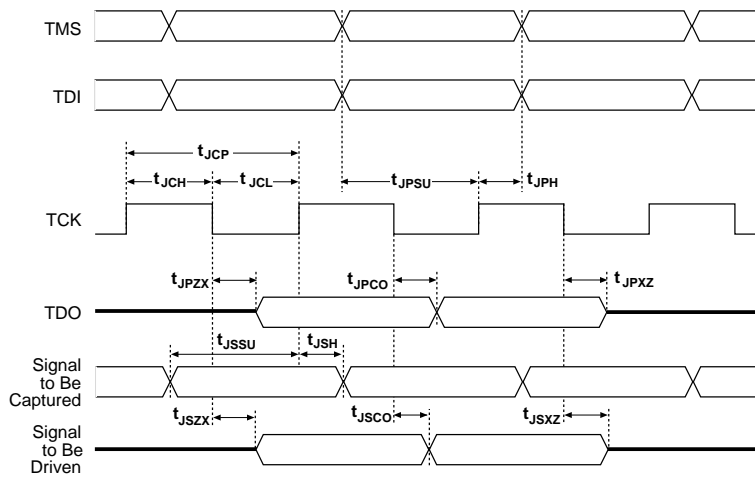 TMS
TDI
tJCP
tJCH
tJCL
tJPSU
tJPH
TCK
tJPZX
tJPCO
tJPXZ
TDO
tJSSU
tJSH
Signal
to Be
Captured
tJSZX
tJSCO
tJSXZ
Signal
to Be
Driven